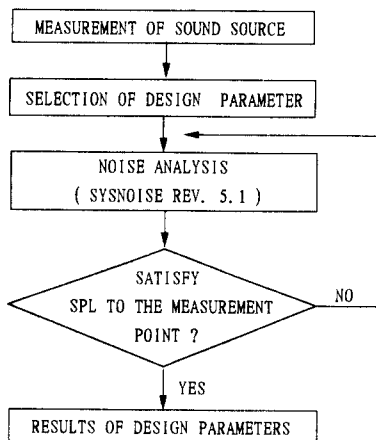 MEASUREMENT OF SOUND SOURCE
SELECTION OF DESIGN PARAMETER
NOISE ANALYSIS
( SYSNOISE REV. 5.1 )
SATISFY
SPL TO THE MEASUREMENT
POINT ?
NO
YES
RESULTS OF DESIGN PARAMETERS